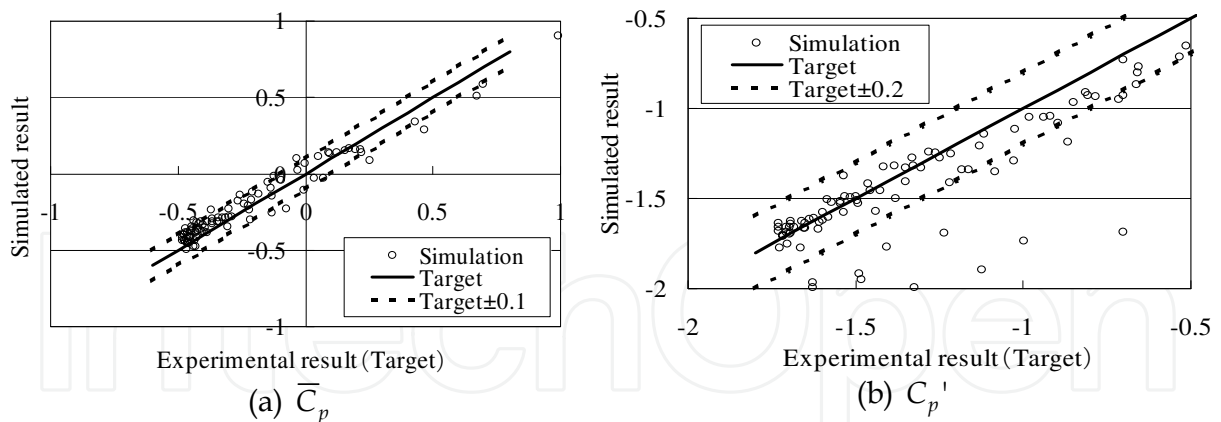 1
0.5
0
-0.5
-1
-1
-0.5
0
0.5
1
Simulated result
Simulation
Target
Target±0.1
Experimental result (Target)
(a) C̅p
-0.5
-1
-1.5
-2
-2
-1.5
-1
-0.5
Simulated result
Simulation
Target
Target±0.2
Experimental result (Target)
(b) Cp'
IntechOpen